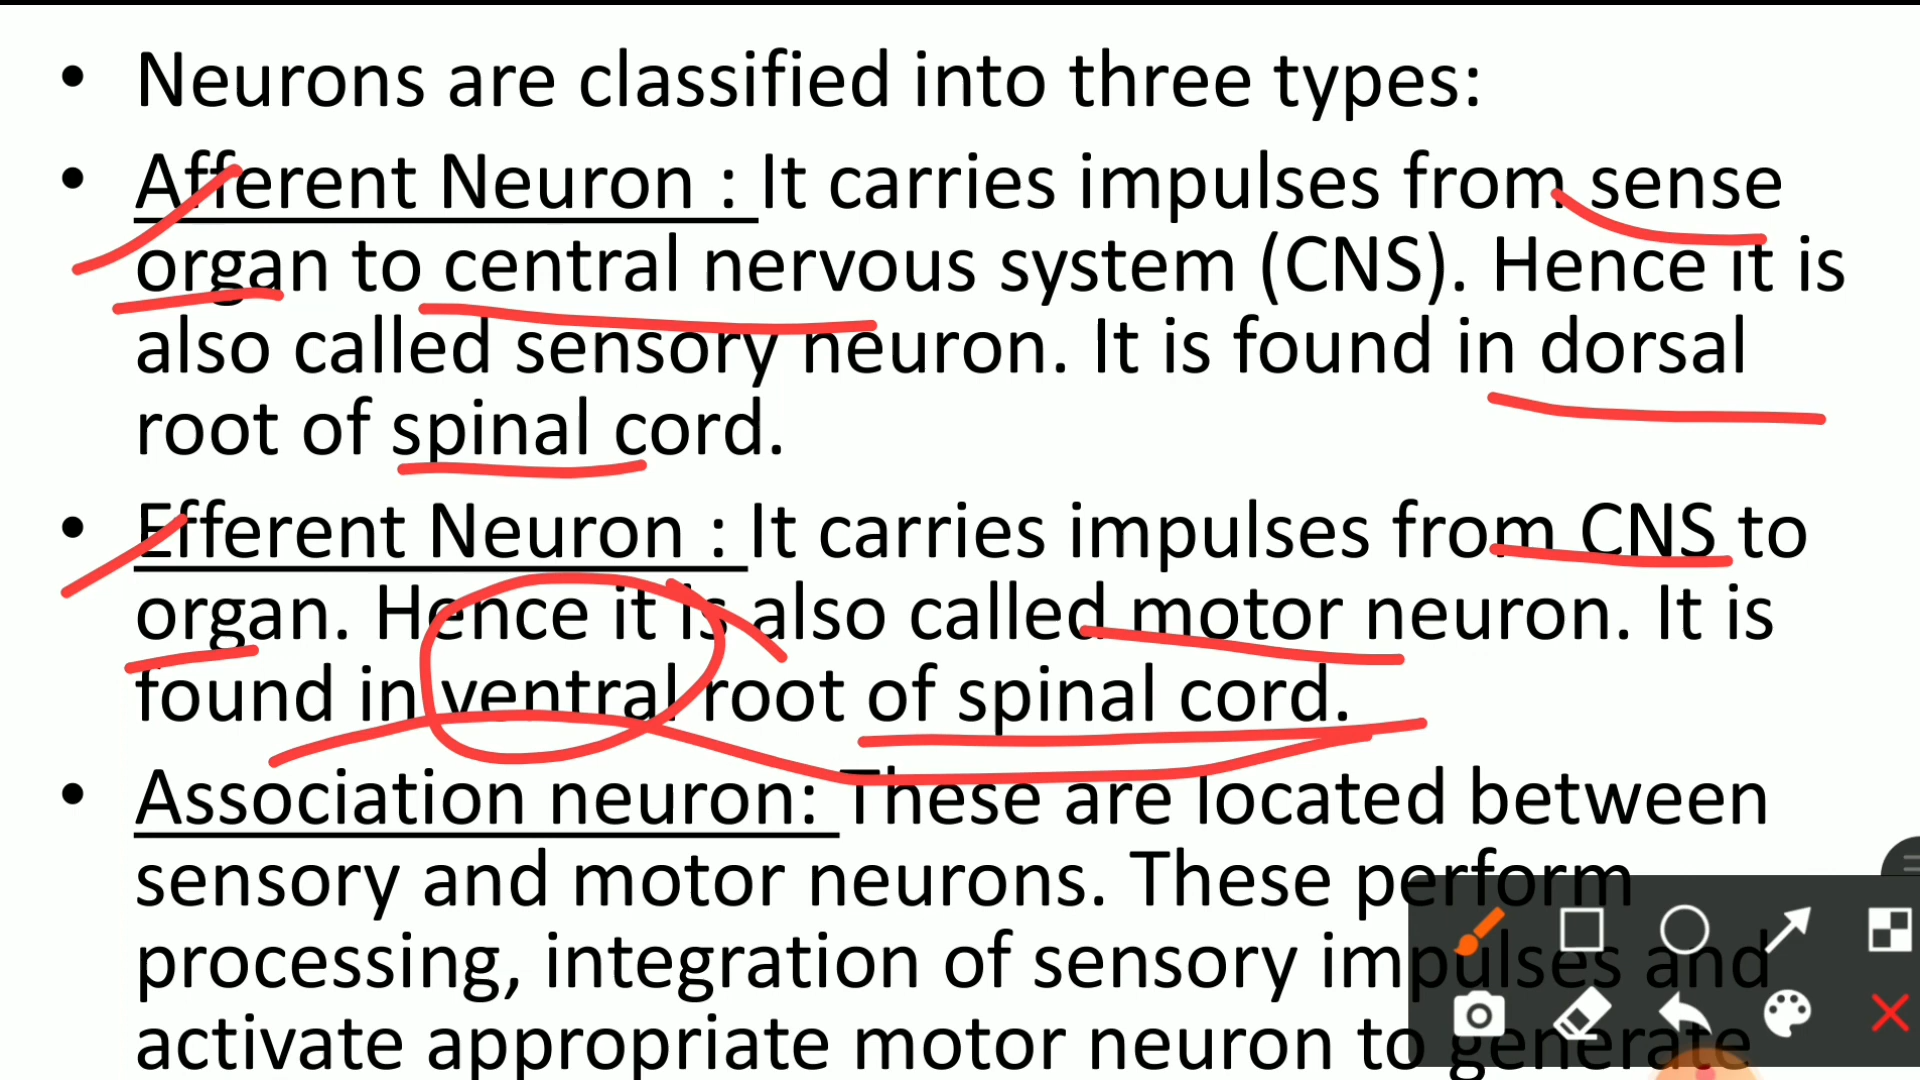 • Neurons are classified into three types:
• Afferent Neuron : It carries impulses from sense
organ to central nervous system (CNS). Hence it is
also called sensory neuron. It is found in dorsal
root of spinal cord.
• Efferent Neuron : It carries impulses from CNS to
organ. Hence it is also called motor neuron. It is
found in ventral root of spinal cord.
• Association neuron: These are located between
sensory and motor neurons. These perform
processing, integration of sensory impulses and
activate appropriate motor neuron to generate